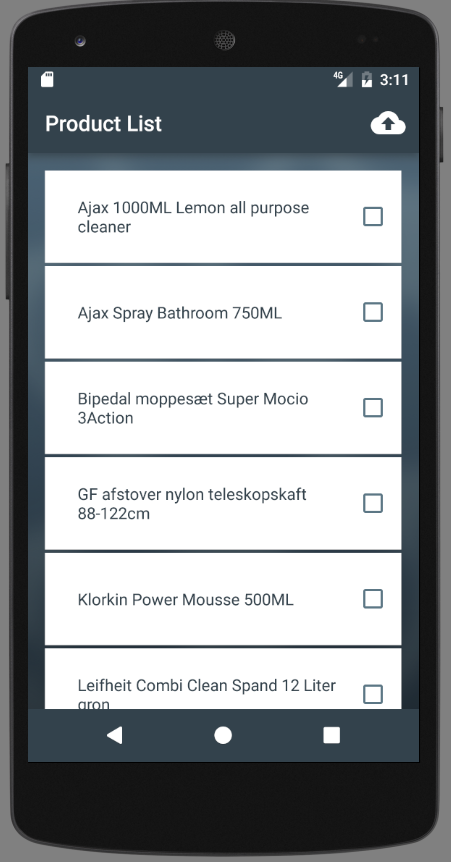 4G 3:11
Product List
Ajax 1000ML Lemon all purpose
cleaner
Ajax Spray Bathroom 750ML
Bipedal moppesæt Super Mocio
3Action
GF afstover nylon teleskopskaft
88-122cm
Klorkin Power Mousse 500ML
Leifheit Combi Clean Spand 12 Liter
gron